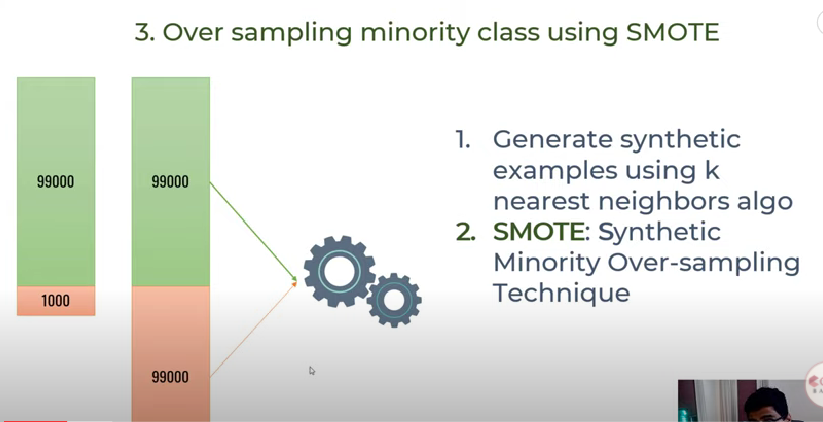 3. Over sampling minority class using SMOTE
99000
99000
1000
99000
1. Generate synthetic
examples using k
nearest neighbors algo
2. SMOTE: Synthetic
Minority Over-sampling
Technique